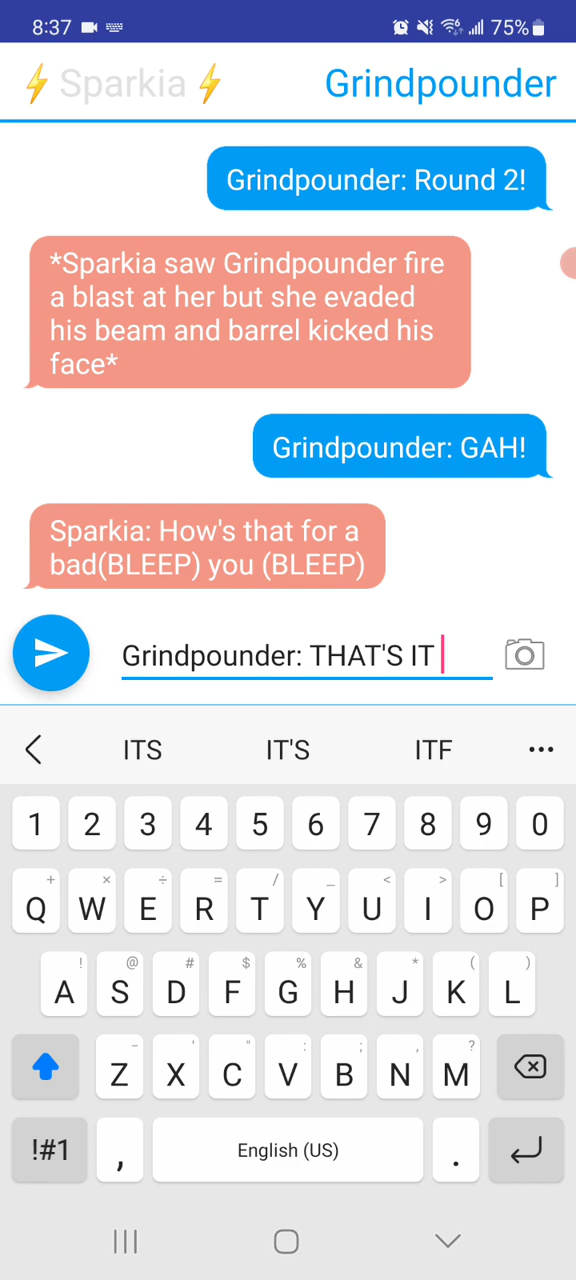 8:37 75%
⚡ Sparkia ⚡ Grindpounder
Grindpounder: Round 2!
*Sparkia saw Grindpounder fire
a blast at her but she evaded
his beam and barrel kicked his
face*
Grindpounder: GAH!
Sparkia: How's that for a
bad(BLEEP) you (BLEEP)
Grindpounder: THAT'S IT
ITS IT'S ITF ...
1 2 3 4 5 6 7 8 9 0
+ × ÷ = / _ < > [ ]
Q W E R T Y U I O P
! @ # $ % & * ( )
A S D F G H J K L
- ' " : ; , ?
Z X C V B N M
!#1 , English (US) .